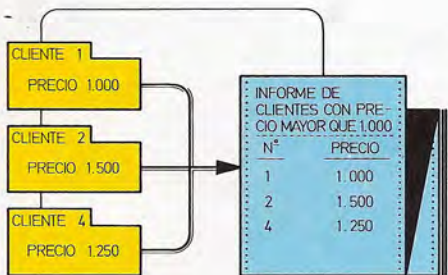 CLIENTE 1
PRECIO 1.000
CLIENTE 2
PRECIO 1.500
CLIENTE 4
PRECIO 1.250
INFORME DE
CLIENTES CON PRE-
CIO MAYOR QUE 1.000
Nº PRECIO
1 1.000
2 1.500
4 1.250